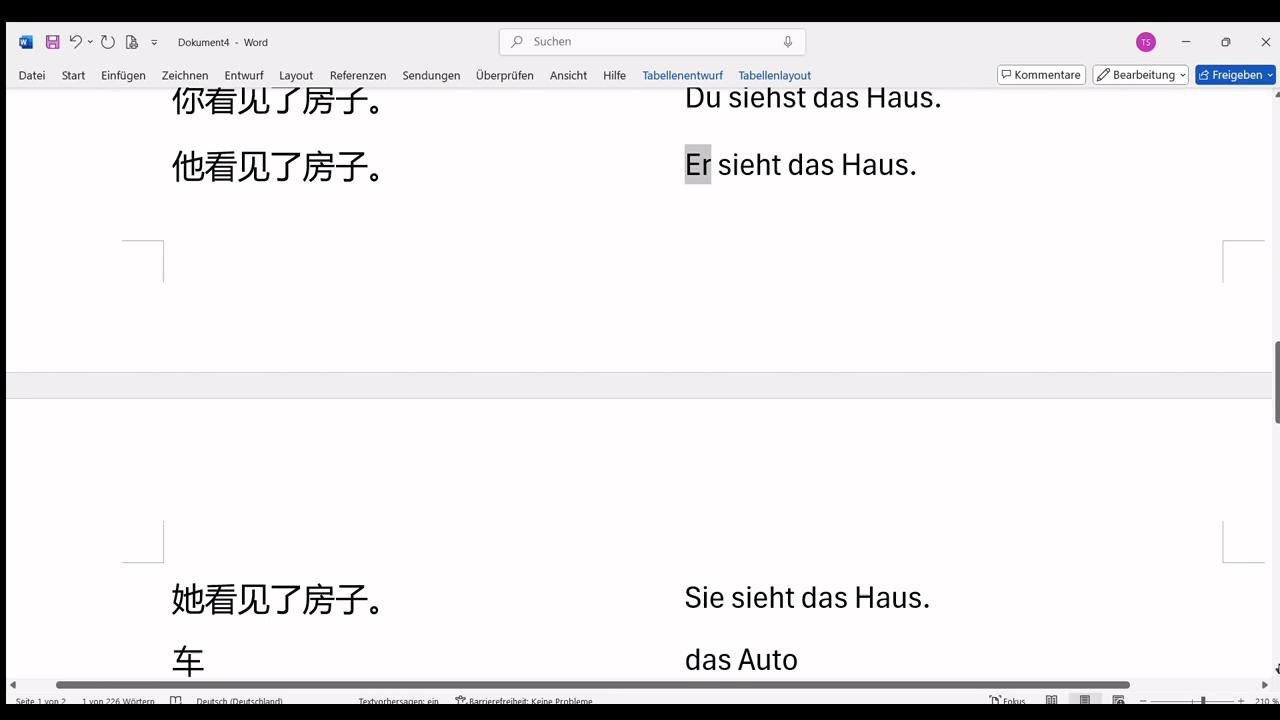 Dokument4 - Word
Suchen
TS
Datei Start Einfügen Zeichnen Entwurf Layout Referenzen Sendungen Überprüfen Ansicht Hilfe Tabellenentwurf Tabellenlayout Kommentare Bearbeitung Freigeben
你看见了房子。 Du siehst das Haus.
他看见了房子。 Er sieht das Haus.
她看见了房子。 Sie sieht das Haus.
车 das Auto
Seite 1 von 2 1 von 226 Wörtern Deutsch (Deutschland) Textvorhersagen: ein Barrierefreiheit: Keine Probleme Fokus 210 %